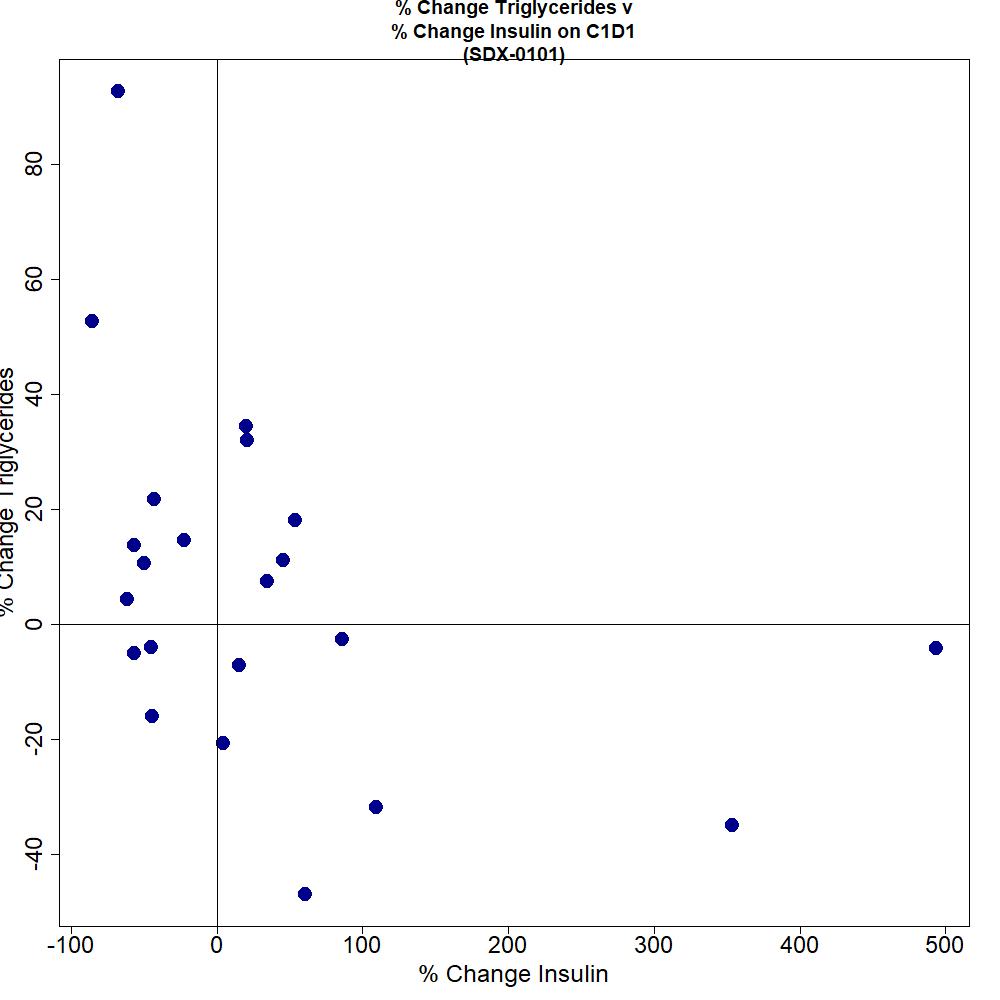 % Change Triglycerides v
% Change Insulin on C1D1
(SDX-0101)
% Change Triglycerides
80
60
40
20
0
-20
-40
-100 0 100 200 300 400 500
% Change Insulin